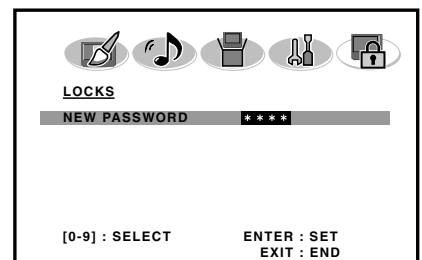 LOCKS
NEW PASSWORD ****
[0-9] : SELECT ENTER : SET
EXIT : END